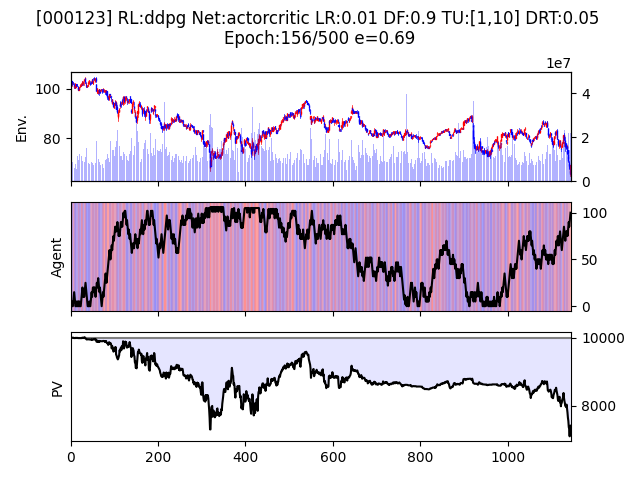 [000123] RL:ddpg Net:actorcritic LR:0.01 DF:0.9 TU:[1,10] DRT:0.05
Epoch:156/500 e=0.69
1e7
Env.
100
80
4
2
0
Agent
100
50
0
PV
10000
8000
0
200
400
600
800
1000